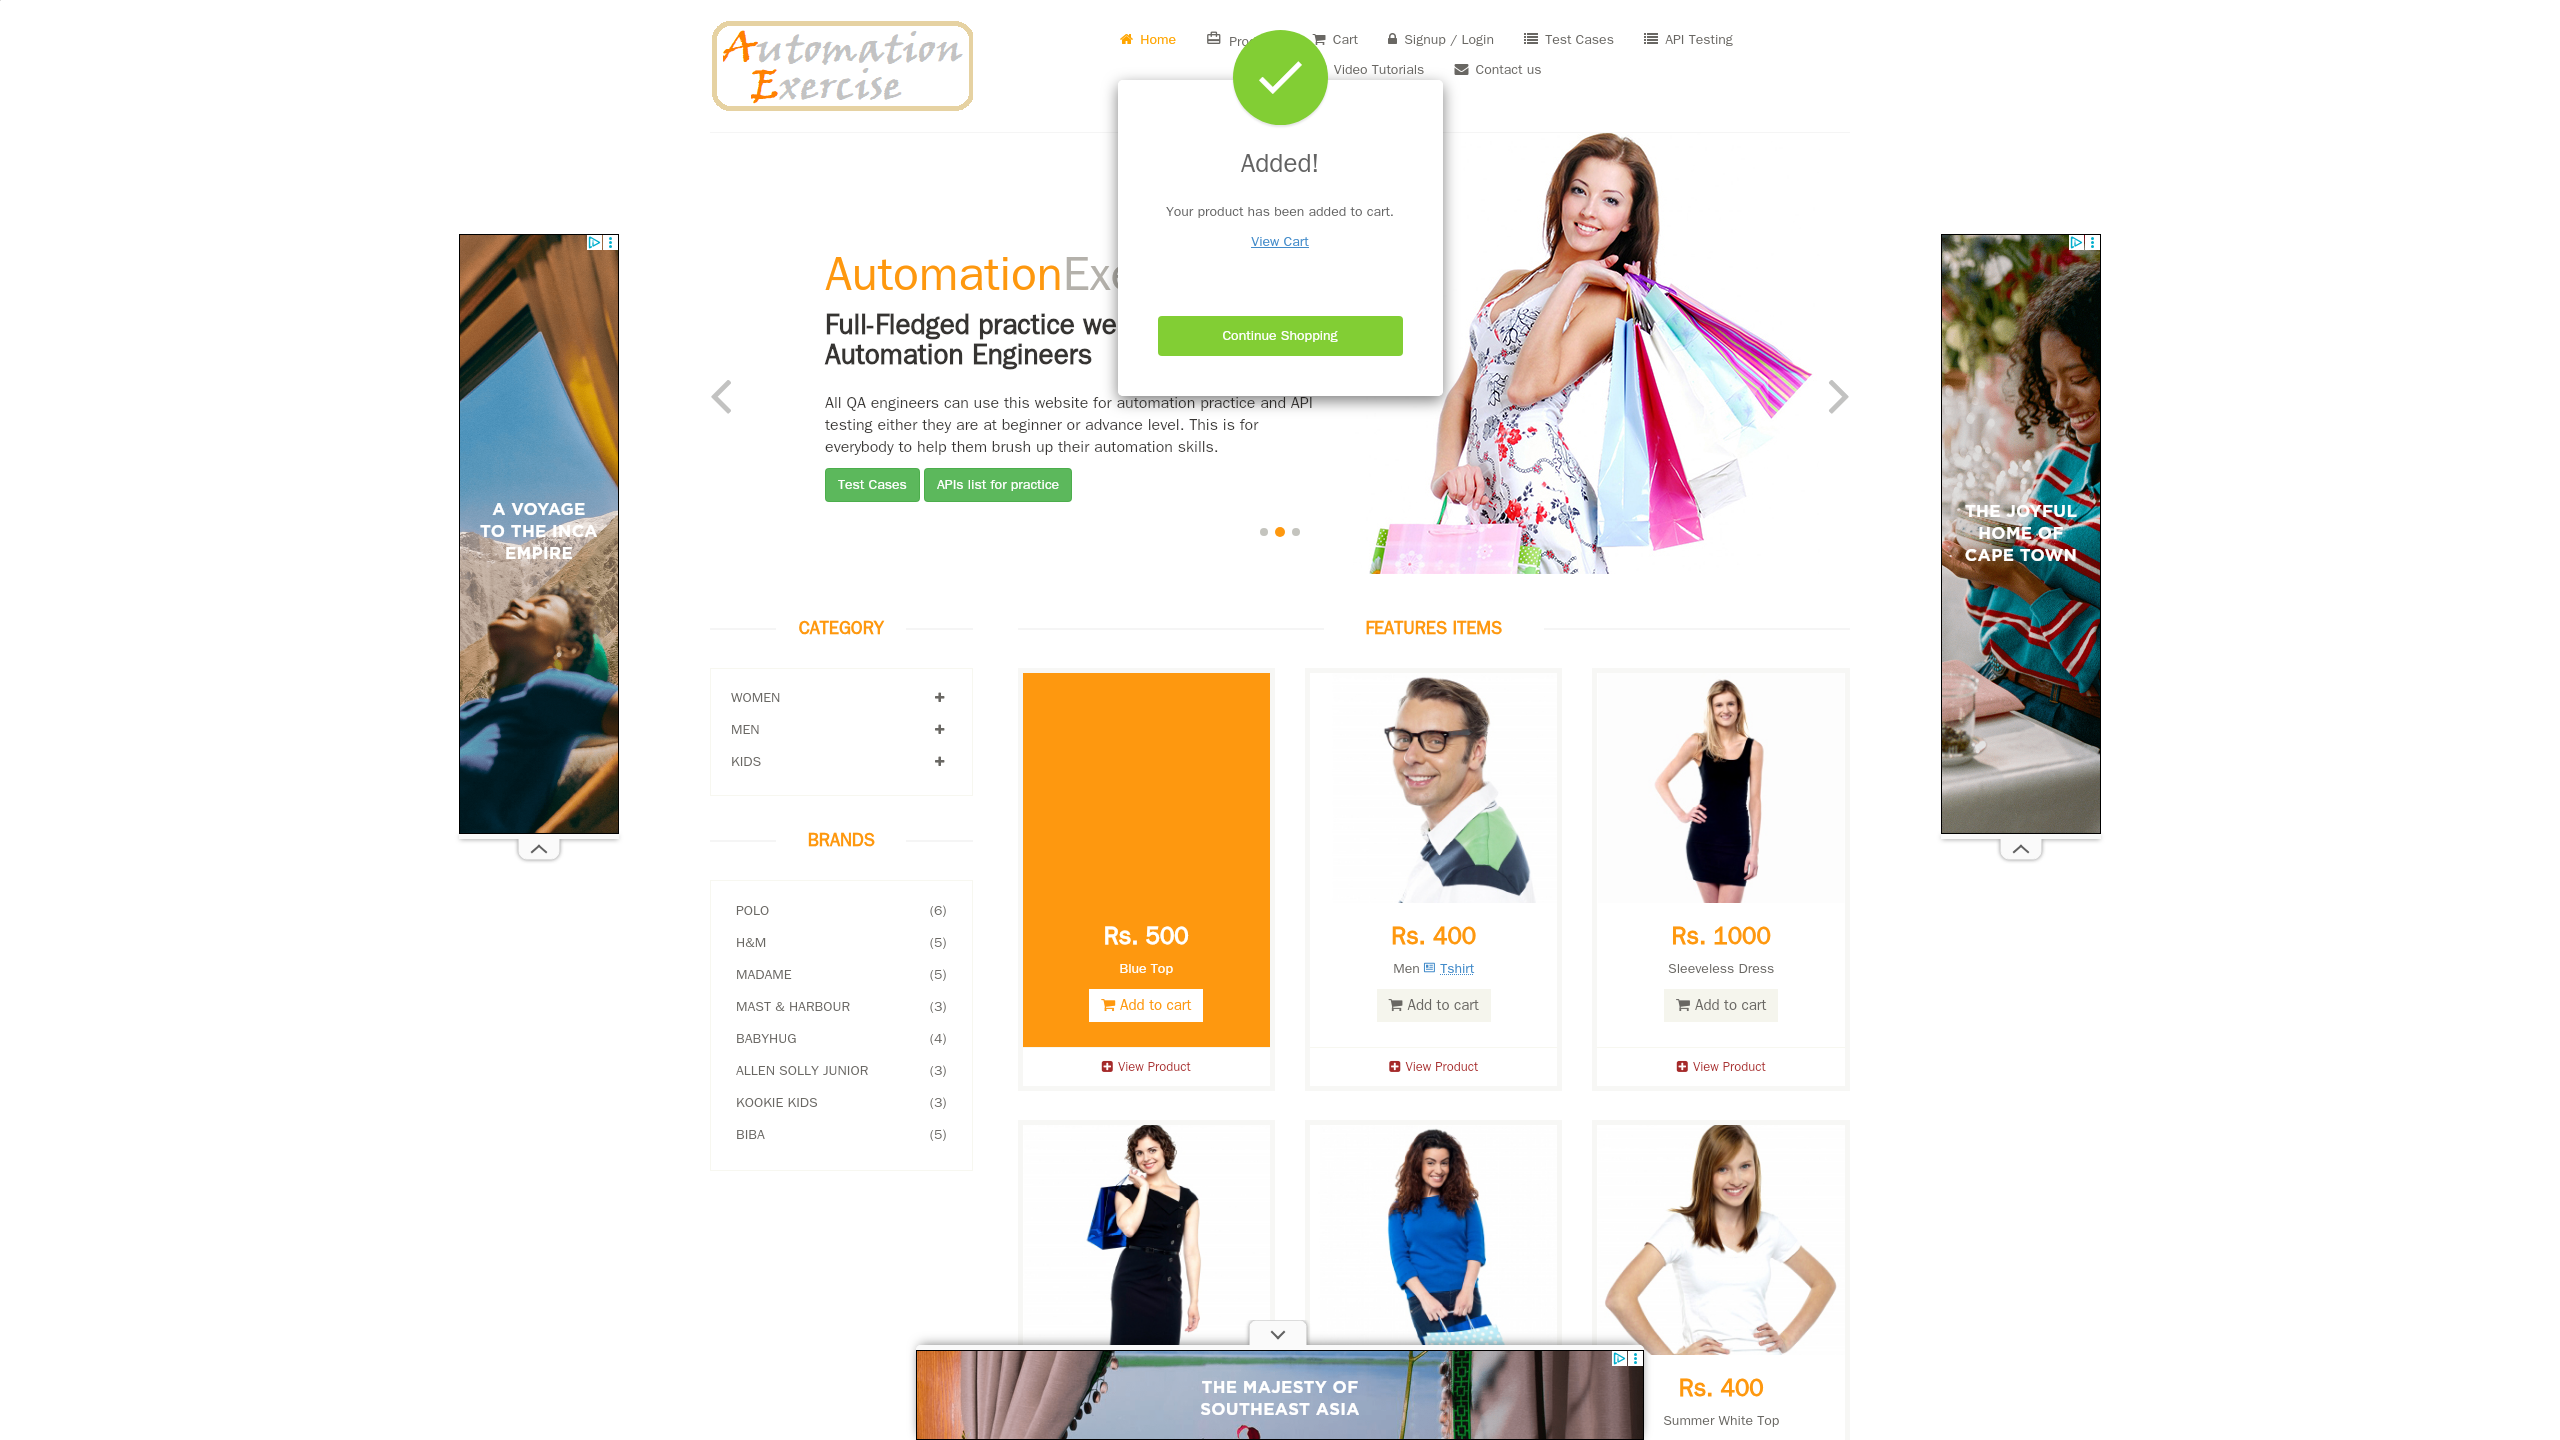 Automation
Exercise
Home
Cart
Signup / Login
Test Cases
API Testing
Video Tutorials
Contact us
Added!
Your product has been added to cart.
View Cart
Continue Shopping
Automation
Full-Fledged practice we
Automation Engineers
All QA engineers can use this website for automation practice and API
testing either they are at beginner or advance level. This is for
everybody to help them brush up their automation skills.
Test Cases
APIs list for practice
A VOYAGE
TO THE INCA
EMPIRE
THE JOYFUL
HOME OF
CAPE TOWN
CATEGORY
WOMEN
MEN
KIDS
BRANDS
POLO (6)
H&M (5)
MADAME (5)
MAST & HARBOUR (3)
BABYHUG (4)
ALLEN SOLLY JUNIOR (3)
KOOKIE KIDS (3)
BIBA (5)
FEATURES ITEMS
Rs. 500
Blue Top
Add to cart
View Product
Rs. 400
Men Tshirt
Add to cart
View Product
Rs. 1000
Sleeveless Dress
Add to cart
View Product
THE MAJESTY OF
SOUTHEAST ASIA
Rs. 400
Summer White Top